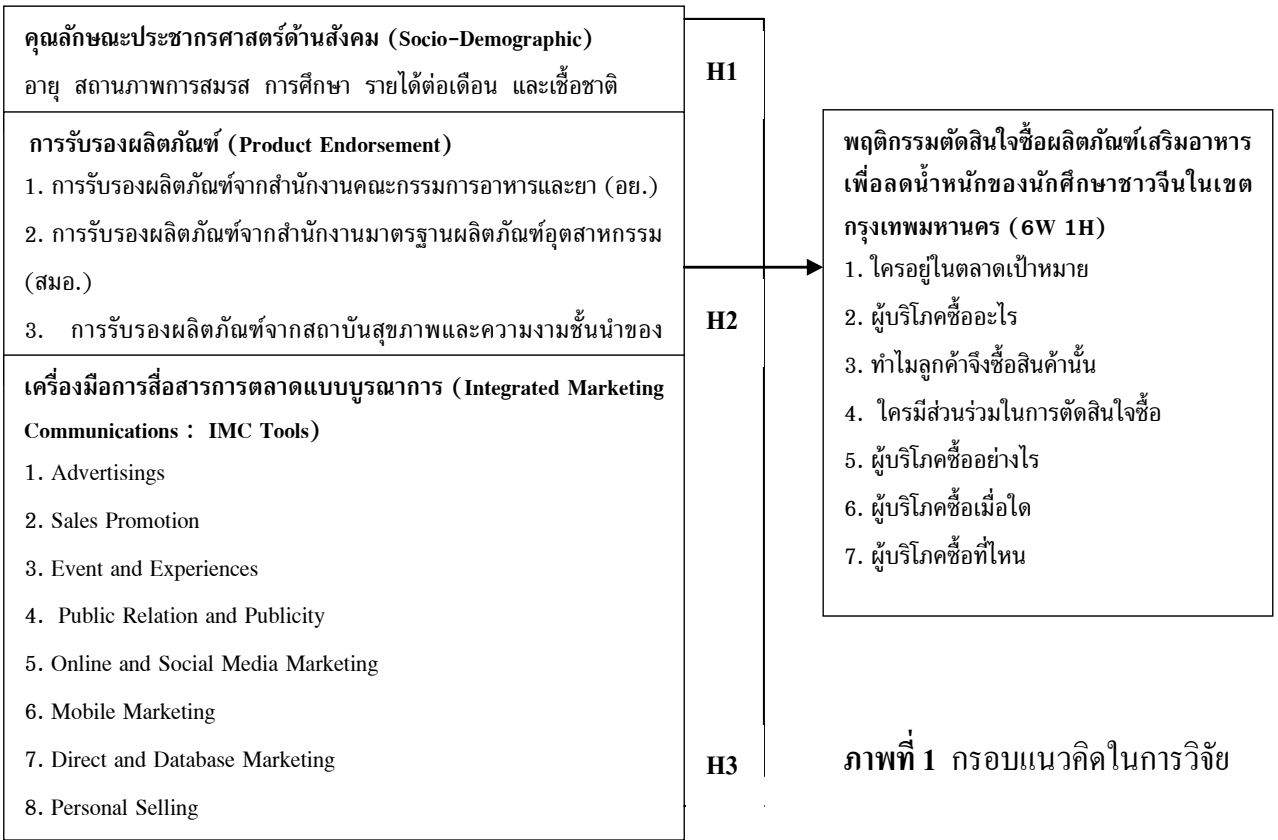 คุณลักษณะประชากรศาสตร์ด้านสังคม (Socio-Demographic)
อายุ สถานภาพการสมรส การศึกษา รายได้ต่อเดือน และเชื้อชาติ
H1
การรับรองผลิตภัณฑ์ (Product Endorsement)
1. การรับรองผลิตภัณฑ์จากสำนักงานคณะกรรมการอาหารและยา (อย.)
2. การรับรองผลิตภัณฑ์จากสำนักงานมาตรฐานผลิตภัณฑ์อุตสาหกรรม
(สมอ.)
3. การรับรองผลิตภัณฑ์จากสถาบันสุขภาพและความงามชั้นนำของ
H2
เครื่องมือการสื่อสารการตลาดแบบบูรณาการ (Integrated Marketing
Communications : IMC Tools)
1. Advertisings
2. Sales Promotion
3. Event and Experiences
4. Public Relation and Publicity
5. Online and Social Media Marketing
6. Mobile Marketing
7. Direct and Database Marketing
8. Personal Selling
H3
พฤติกรรมตัดสินใจซื้อผลิตภัณฑ์เสริมอาหาร
เพื่อลดน้ำหนักของนักศึกษาชาวจีนในเขต
กรุงเทพมหานคร (6W 1H)
1. ใครอยู่ในตลาดเป้าหมาย
2. ผู้บริโภคซื้ออะไร
3. ทำไมลูกค้าจึงซื้อสินค้านั้น
4. ใครมีส่วนร่วมในการตัดสินใจซื้อ
5. ผู้บริโภคซื้ออย่างไร
6. ผู้บริโภคซื้อเมื่อใด
7. ผู้บริโภคซื้อที่ไหน
ภาพที่ 1 กรอบแนวคิดในการวิจัย